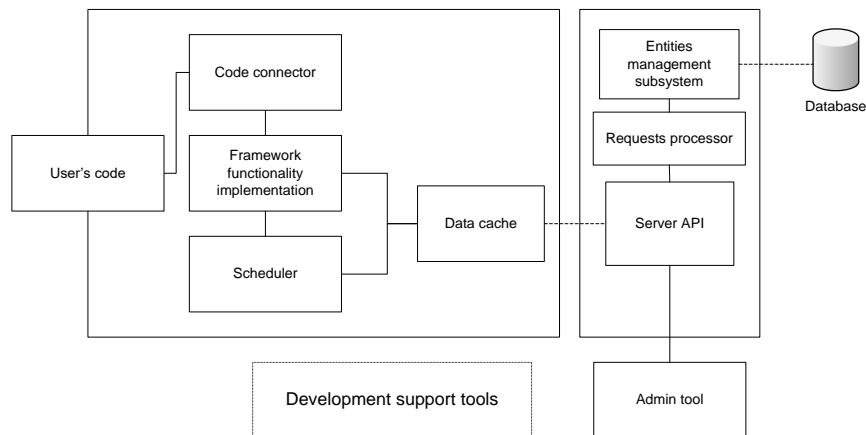 Code connector
User's code
Framework
functionality
implementation
Scheduler
Data cache
Entities
management
subsystem
Database
Requests processor
Server API
Development support tools
Admin tool